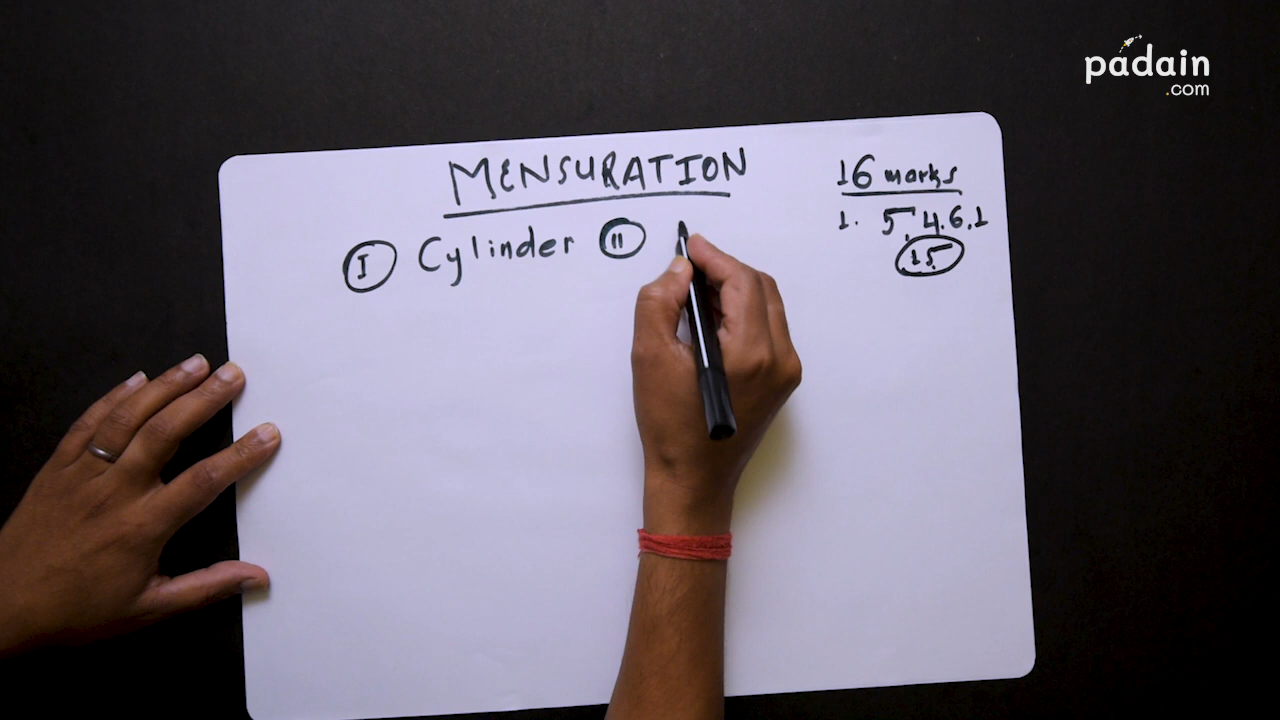 padain
.com
MENSURATION
16 marks
1. 5, 4, 6, 1
15
I Cylinder II